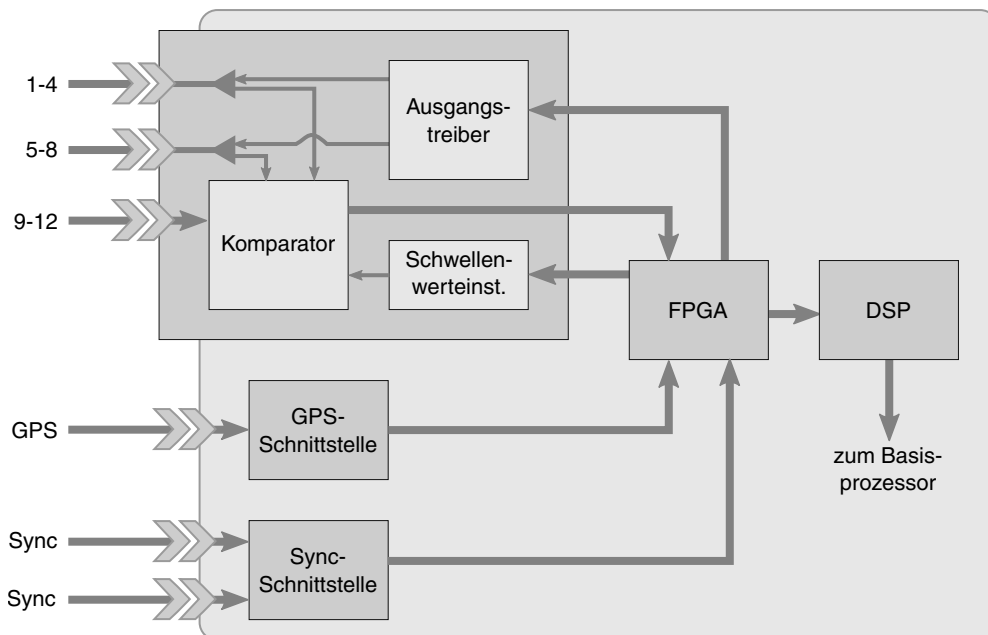 1-4
Ausgangs-
treiber
5-8
9-12
Komparator
Schwellen-
werteinst.
FPGA
DSP
GPS
GPS-
Schnittstelle
zum Basis-
prozessor
Sync
Sync-
Schnittstelle
Sync